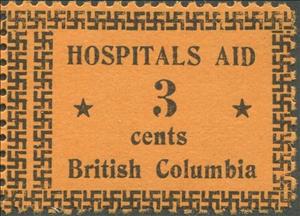 HOSPITALS AID
3
cents
British Columbia